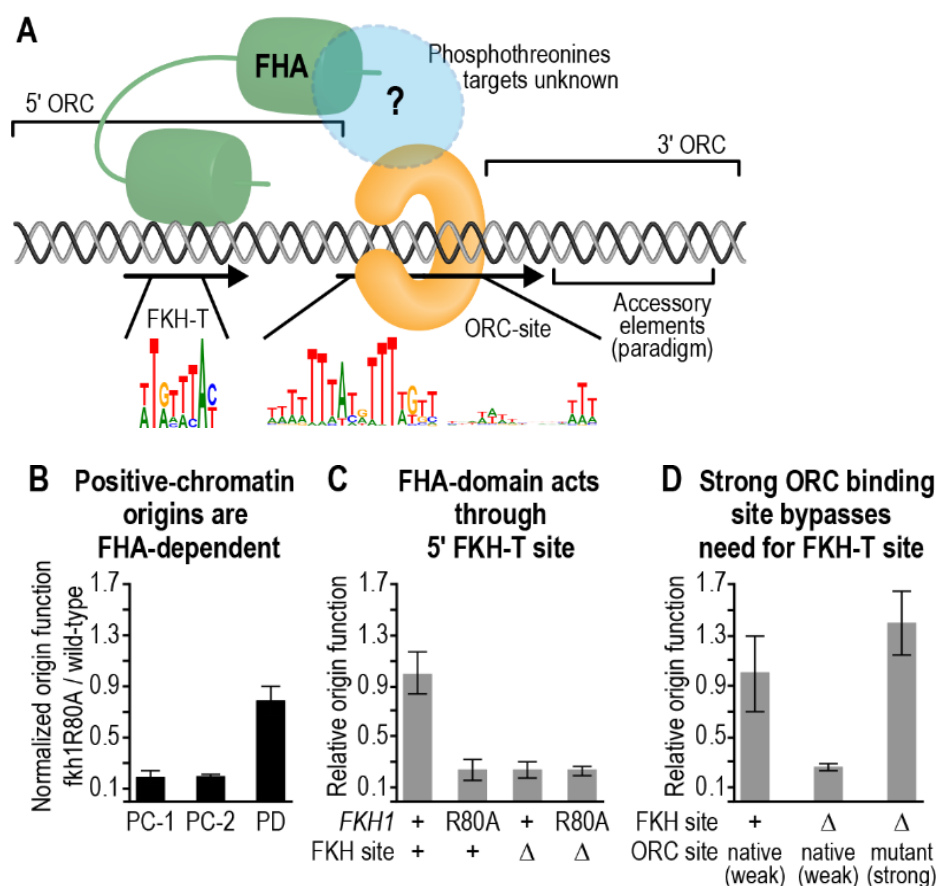 A
FHA
Phosphothreonines
targets unknown
?
5' ORC
3' ORC
FKH-T
ORC-site
Accessory
elements
(paradigm)
B Positive-chromatin
origins are
FHA-dependent
Normalized origin function
fkh1R80A / wild-type
1.7
1.3
0.9
0.5
0.1
PC-1 PC-2 PD
C FHA-domain acts
through
5' FKH-T site
Relative origin function
1.7
1.3
0.9
0.5
0.1
FKH1 + R80A + R80A
FKH site + + Δ Δ
D Strong ORC binding
site bypasses
need for FKH-T site
Relative origin function
1.7
1.3
0.9
0.5
0.1
FKH site + Δ Δ
ORC site native native mutant
(weak) (weak) (strong)